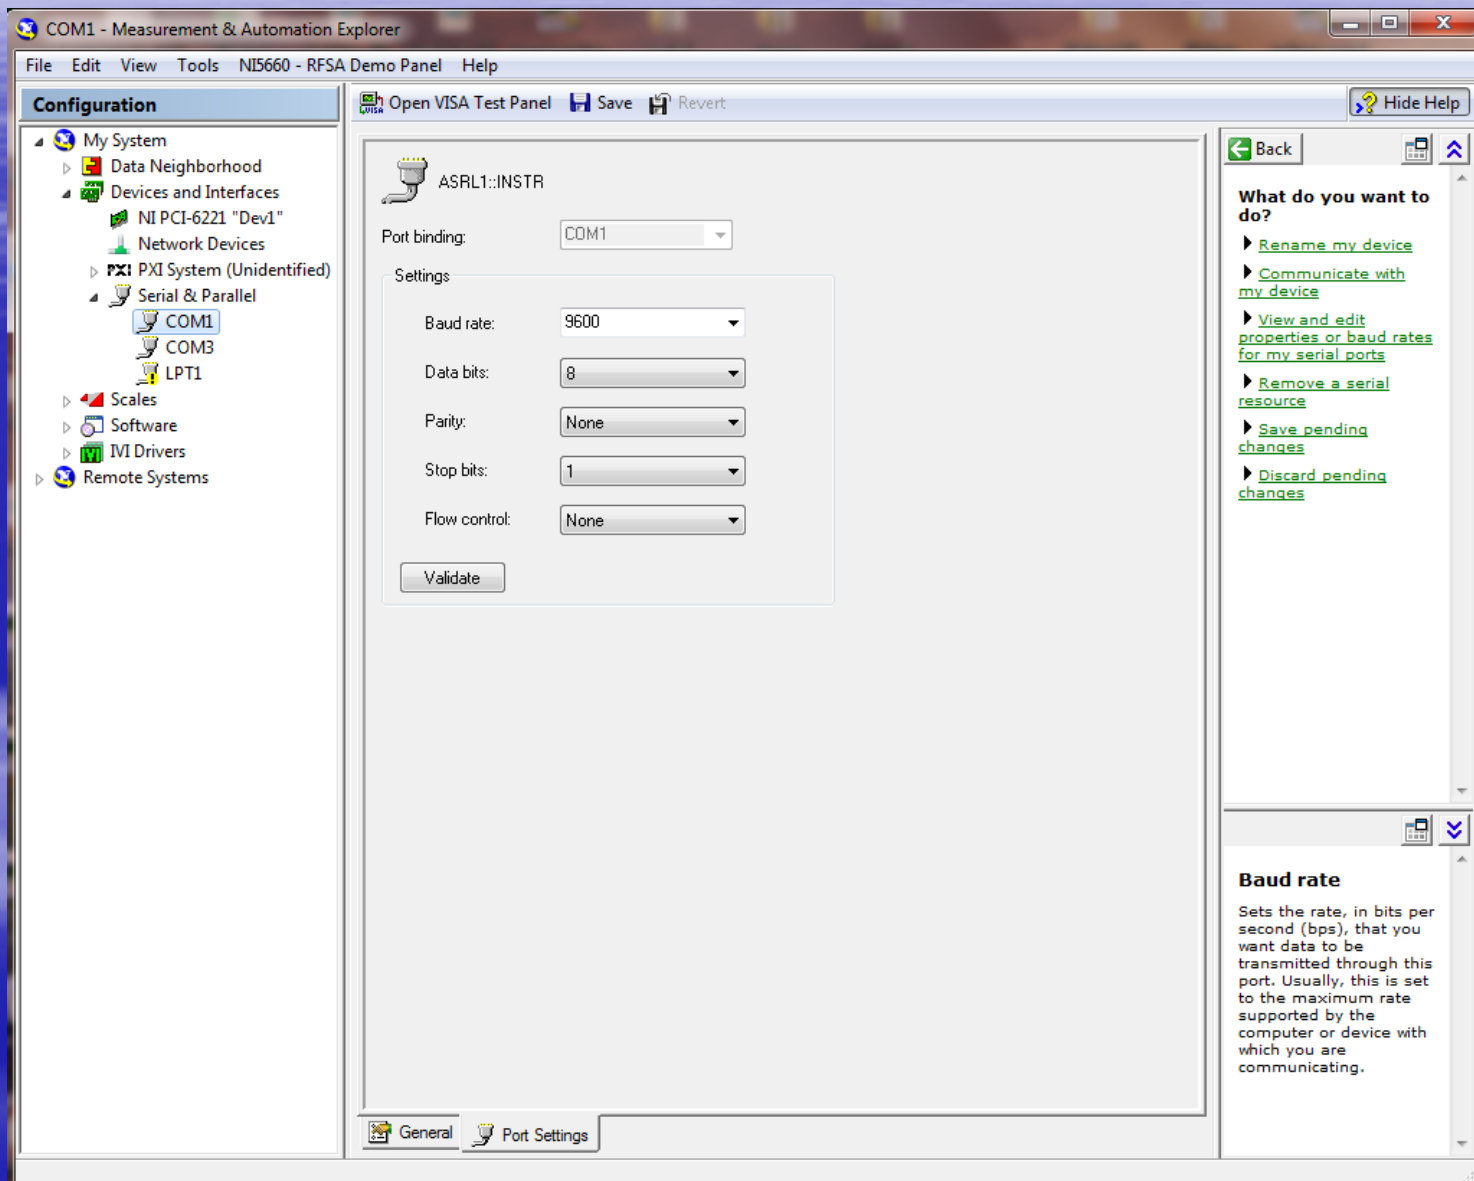 COM1 - Measurement & Automation Explorer
File Edit View Tools NI5660 - RFSA Demo Panel Help
Configuration
My System
Data Neighborhood
Devices and Interfaces
NI PCI-6221 "Dev1"
Network Devices
PXI PXI System (Unidentified)
Serial & Parallel
COM1
COM3
LPT1
Scales
Software
IVI Drivers
Remote Systems
Open VISA Test Panel Save Revert
Hide Help
ASRL1::INSTR
Port binding: COM1
Settings
Baud rate: 9600
Data bits: 8
Parity: None
Stop bits: 1
Flow control: None
Validate
General Port Settings
Back
What do you want to
do?
Rename my device
Communicate with
my device
View and edit
properties or baud rates
for my serial ports
Remove a serial
resource
Save pending
changes
Discard pending
changes
Baud rate
Sets the rate, in bits per
second (bps), that you
want data to be
transmitted through this
port. Usually, this is set
to the maximum rate
supported by the
computer or device with
which you are
communicating.